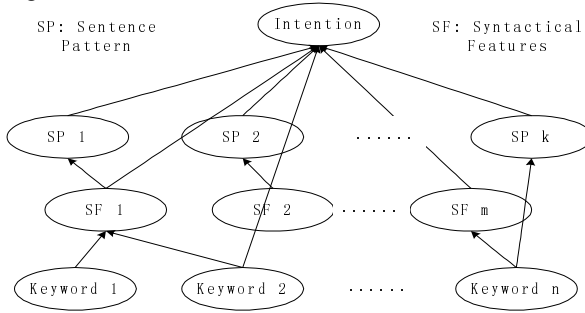 SP: Sentence
Pattern
Intention
SF: Syntactical
Features
SP 1
SP 2
......
SP k
SF 1
SF 2
......
SF m
Keyword 1
Keyword 2
......
Keyword n